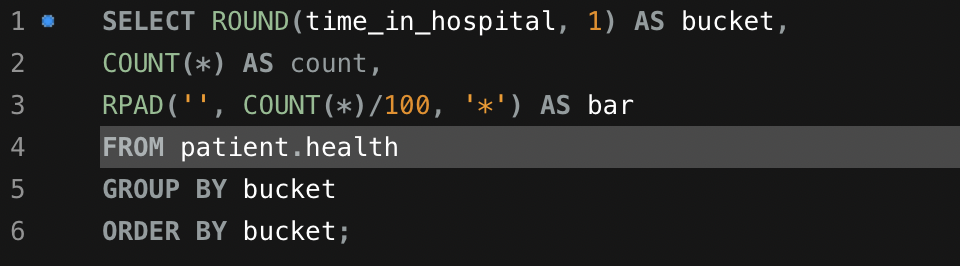 1 SELECT ROUND(time_in_hospital, 1) AS bucket,
2 COUNT(*) AS count,
3 RPAD('', COUNT(*)/100, '*') AS bar
4 FROM patient.health
5 GROUP BY bucket
6 ORDER BY bucket;